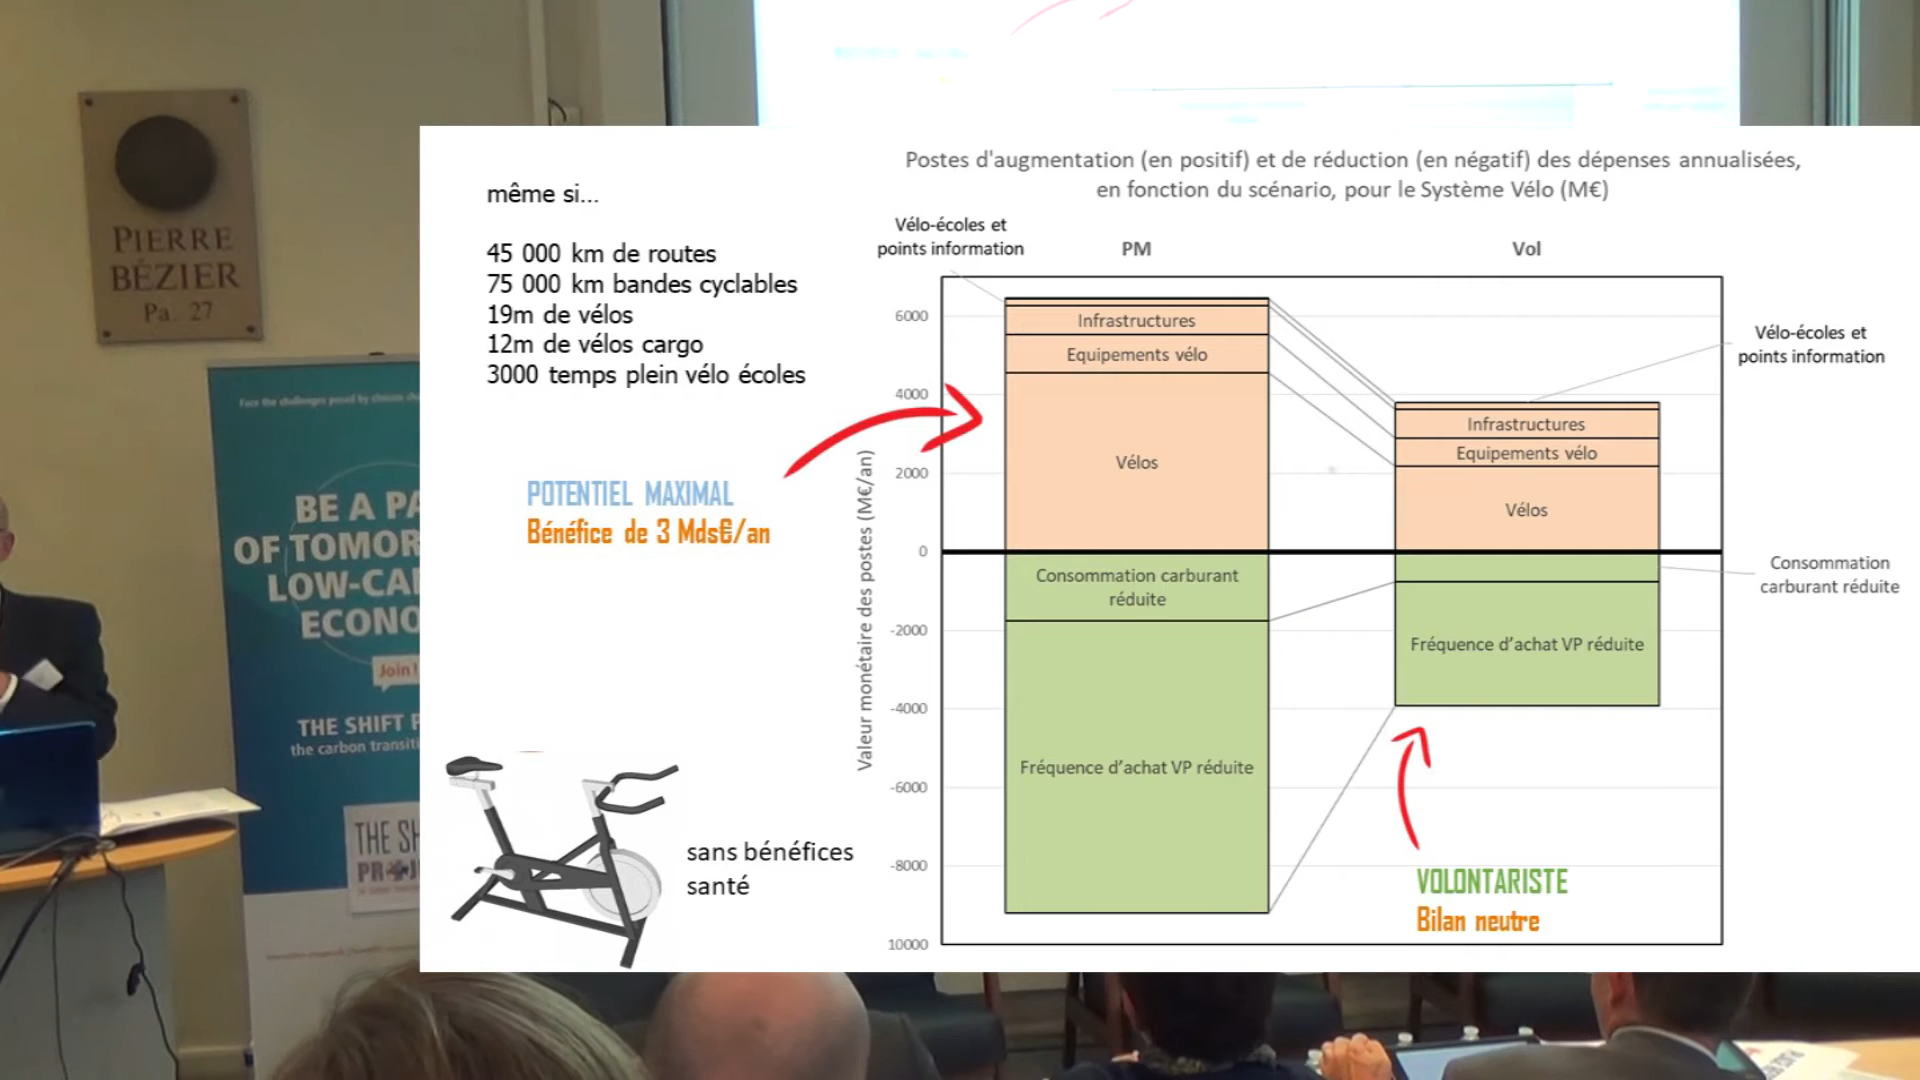 PIERRE
BÉZIER
Pa. 27
BE A PA
OF TOMOR
LOW-CA
ECONO
Join!
THE SHIFT P
the carbon transiti
THE SH
PROJ
même si...
45 000 km de routes
75 000 km bandes cyclables
19m de vélos
12m de vélos cargo
3000 temps plein vélo écoles
POTENTIEL MAXIMAL
Bénéfice de 3 Mds€/an
sans bénéfices
santé
Postes d'augmentation (en positif) et de réduction (en négatif) des dépenses annualisées,
en fonction du scénario, pour le Système Vélo (M€)
Vélo-écoles et
points information
PM
Vol
Valeur monétaire des postes (M€/an)
6000
4000
2000
0
-2000
-4000
-6000
-8000
10000
Infrastructures
Equipements vélo
Vélos
Consommation carburant
réduite
Fréquence d'achat VP réduite
Vélo-écoles et
points information
Infrastructures
Equipements vélo
Vélos
Consommation
carburant réduite
Fréquence d'achat VP réduite
VOLONTARISTE
Bilan neutre